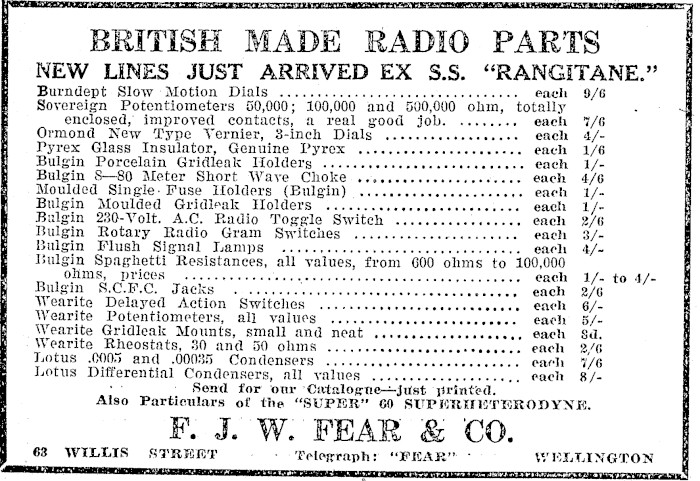 BRITISH MADE RADIO PARTS
NEW LINES JUST ARRIVED EX S.S. "RANGITANE."
Burndept Slow Motion Dials ................................ each 9/6
Sovereign Potentiometers 50,000; 100,000 and 500,000 ohm, totally
enclosed, improved contacts, a real good job. ........ each 7/6
Ormond New Type Vernier, 3-inch Dials .................. each 4/-
Pyrex Glass Insulator, Genuine Pyrex ...................... each 1/6
Bulgin Porcelain Gridleak Holders ........................ each 1/-
Bulgin 8—80 Meter Short Wave Choke .................... each 4/6
Moulded Single Fuse Holders (Bulgin) .................... each 1/-
Bulgin Moulded Gridleak Holders ........................ each 1/-
Bulgin 230-Volt. A.C. Radio Toggle Switch ................ each 2/6
Bulgin Rotary Radio Gram Switches ...................... each 3/-
Bulgin Flush Signal Lamps .............................. each 4/-
Bulgin Spaghetti Resistances, all values, from 600 ohms to 100,000
ohms, prices ........................................ each 1/- to 4/-
Bulgin S.C.F.C. Jacks .................................. each 2/6
Wearite Delayed Action Switches ........................ each 6/-
Wearite Potentiometers, all values ...................... each 5/-
Wearite Gridleak Mounts, small and neat ................ each 8d.
Wearite Rheostats, 30 and 50 ohms ...................... each 2/6
Lotus .0005 and .00035 Condensers ...................... each 7/6
Lotus Differential Condensers, all values ................ each 8/-
Send for our Catalogne—just printed.
Also Particulars of the "SUPER" 60 SUPERHETERODYNE.
F. J. W. FEAR & CO.
63 WILLIS STREET Telegraph: "FEAR" WELLINGTON